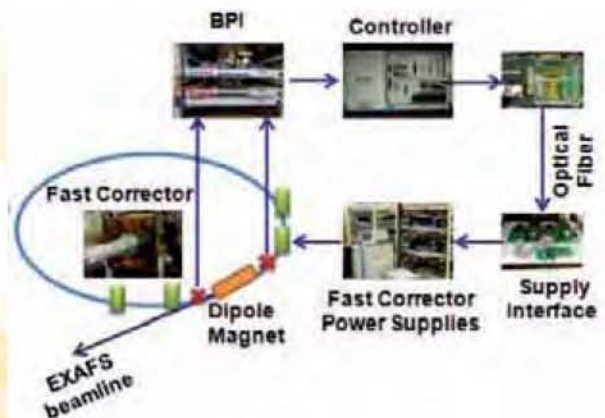 BPI
Controller
Optical
Fiber
Fast Corrector
Dipole
Magnet
Fast Corrector
Power Supplies
Supply
Interface
EXAFS
beamline